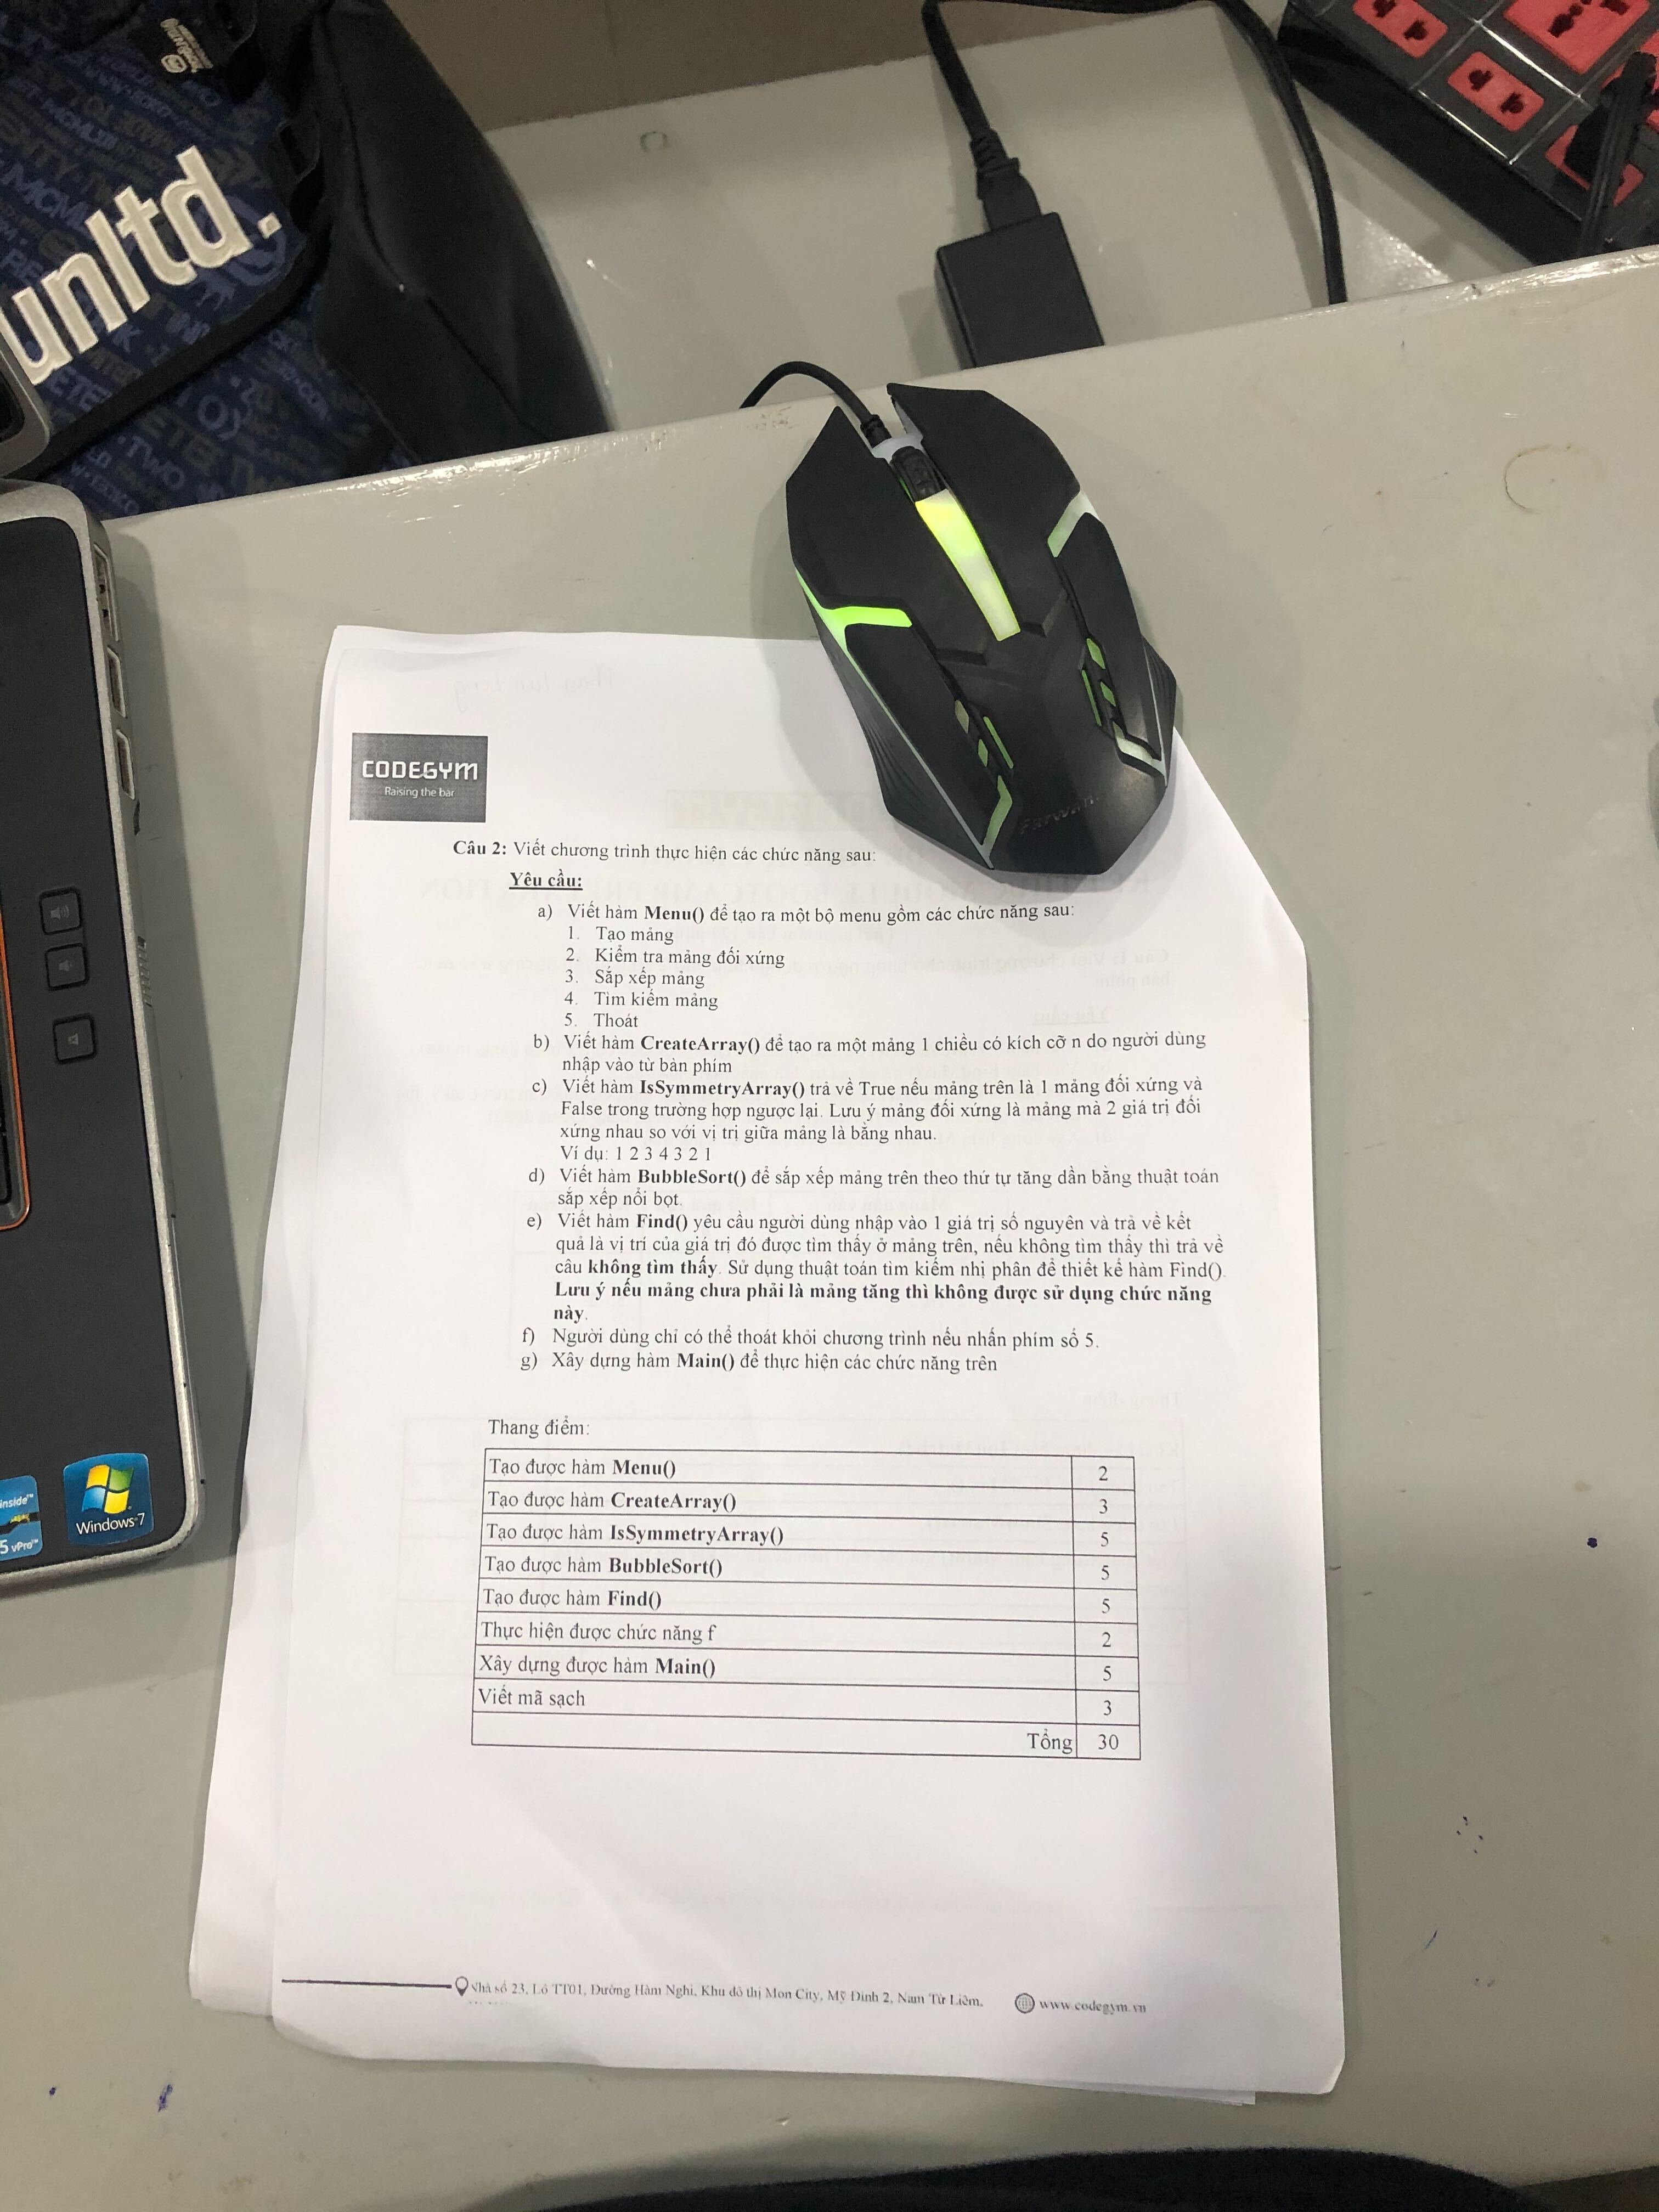 unltd.
CODEGYM
Raising the bar
Câu 2: Viết chương trình thực hiện các chức năng sau:
Yêu cầu:
a) Viết hàm Menu() để tạo ra một bộ menu gồm các chức năng sau:
1. Tạo mảng
2. Kiểm tra mảng đối xứng
3. Sắp xếp mảng
4. Tìm kiếm mảng
5. Thoát
b) Viết hàm CreateArray() để tạo ra một mảng 1 chiều có kích cỡ n do người dùng
nhập vào từ bàn phím
c) Viết hàm IsSymmetryArray() trả về True nếu mảng trên là 1 mảng đối xứng và
False trong trường hợp ngược lại. Lưu ý mảng đối xứng là mảng mà 2 giá trị đối
xứng nhau so với vị trí giữa mảng là bằng nhau.
Ví dụ: 1 2 3 4 3 2 1
d) Viết hàm BubbleSort() để sắp xếp mảng trên theo thứ tự tăng dần bằng thuật toán
sắp xếp nổi bọt.
e) Viết hàm Find() yêu cầu người dùng nhập vào 1 giá trị số nguyên và trả về kết
quả là vị trí của giá trị đó được tìm thấy ở mảng trên, nếu không tìm thấy thì trả về
câu không tìm thấy. Sử dụng thuật toán tìm kiếm nhị phân để thiết kế hàm Find().
Lưu ý nếu mảng chưa phải là mảng tăng thì không được sử dụng chức năng
này.
f) Người dùng chỉ có thể thoát khỏi chương trình nếu nhấn phím số 5.
g) Xây dựng hàm Main() để thực hiện các chức năng trên
Thang điểm:
Tạo được hàm Menu() 2
Tạo được hàm CreateArray() 3
Tạo được hàm IsSymmetryArray() 5
Tạo được hàm BubbleSort() 5
Tạo được hàm Find() 5
Thực hiện được chức năng f 2
Xây dựng được hàm Main() 5
Viết mã sạch 3
Tổng 30
Nhà số 23, Lô TT01, Đường Hàm Nghi, Khu đô thị Mon City, Mỹ Đình 2, Nam Từ Liêm,
www.codegym.vn
inside™
5 vPro™
Windows 7